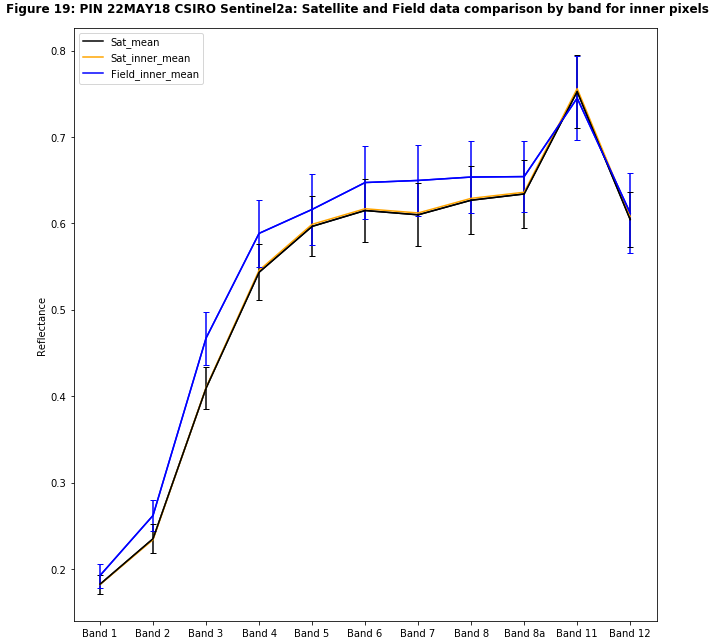 Figure 19: PIN 22MAY18 CSIRO Sentinel2a: Satellite and Field data comparison by band for inner pixels
Sat_mean
Sat_inner_mean
Field_inner_mean
0.8
0.7
0.6
0.5
0.4
0.3
0.2
Reflectance
Band 1 Band 2 Band 3 Band 4 Band 5 Band 6 Band 7 Band 8 Band 8a Band 11 Band 12